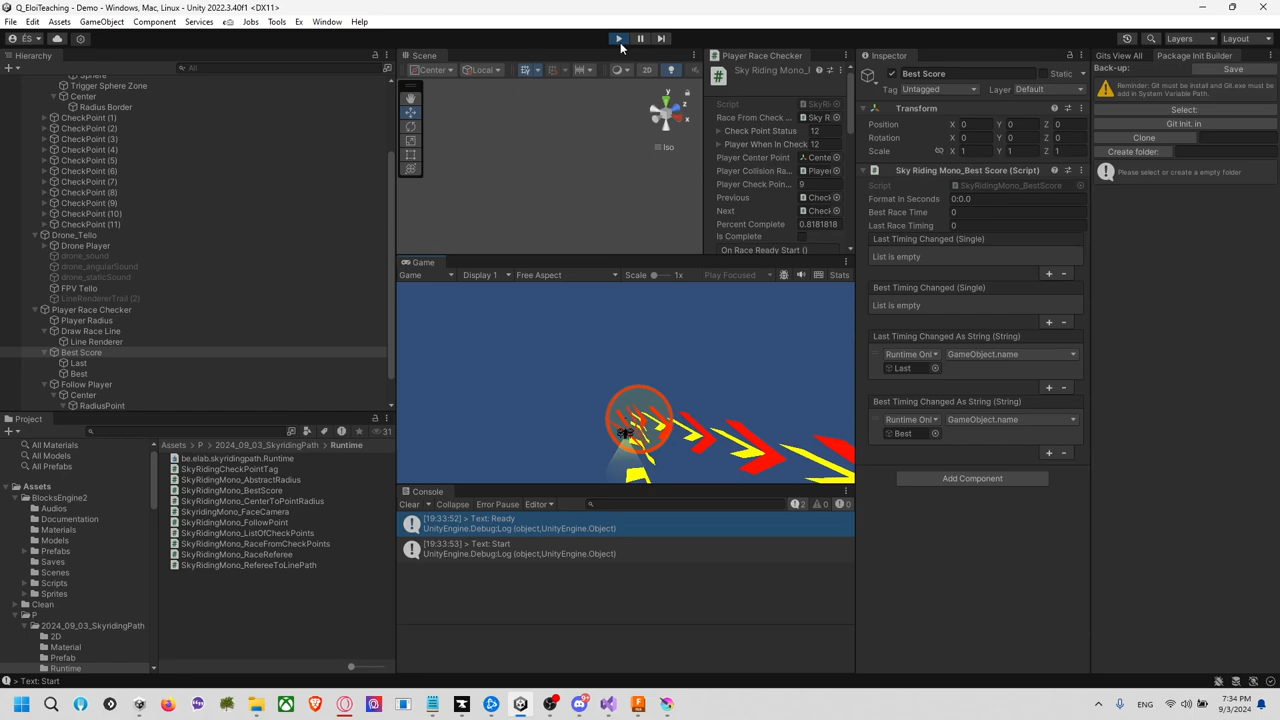 Q_EloiTeaching - Demo - Windows, Mac, Linux - Unity 2022.3.40f1 <DX11>
File Edit Assets GameObject Component Services Jobs Tools Ex Window Help
ÉS Layers Layout
Hierarchy
All
Sphere
Trigger Sphere Zone
Center
Radius Border
CheckPoint (1)
CheckPoint (2)
CheckPoint (3)
CheckPoint (4)
CheckPoint (5)
CheckPoint (6)
CheckPoint (7)
CheckPoint (8)
CheckPoint (9)
CheckPoint (10)
CheckPoint (11)
Drone_Tello
Drone Player
drone_sound
drone_angularSound
drone_staticSound
FPV Tello
LineRendererTrail (2)
Player Race Checker
Player Radius
Draw Race Line
Line Renderer
Best Score
Last
Best
Follow Player
Center
RadiusPoint
Scene
Center Local 2D
Iso
Player Race Checker
Sky Riding Mono_
Script SkyRi
Race From Check Sky R
Check Point Status 12
Player When In Check 12
Player Center Point Cente
Player Collision Ra... Playe
Player Check Poin... 9
Previous Check
Next Check
Percent Complete 0.8181818
Is Complete
On Race Ready Start ()
Game
Game Display 1 Free Aspect Scale 1x Play Focused Stats
Console
Clear Collapse Error Pause Editor 2 0 0
[19:33:52] > Text: Ready
UnityEngine.Debug:Log (object,UnityEngine.Object)
[19:33:53] > Text: Start
UnityEngine.Debug:Log (object,UnityEngine.Object)
Inspector
Best Score Static
Tag Untagged Layer Default
Transform
Position X 0 Y 0 Z 0
Rotation X 0 Y 0 Z 0
Scale X 1 Y 1 Z 1
Sky Riding Mono_Best Score (Script)
Script SkyRidingMono_BestScore
Format In Seconds 0:0.0
Best Race Time 0
Last Race Timing 0
Last Timing Changed (Single)
List is empty
Best Timing Changed (Single)
List is empty
Last Timing Changed As String (String)
Runtime Onl GameObject.name
Last
Best Timing Changed As String (String)
Runtime Onl GameObject.name
Best
Add Component
Gits View All Package Init Builder
Back-up: Save
Reminder: Git must be install and Git.exe must be add in System Variable Path.
Select:
Git Init. in
Clone
Create folder:
Please select or create a empty folder
Project
31
All Materials
All Models
All Prefabs
Assets
BlocksEngine2
Audios
Documentation
Materials
Models
Prefabs
Saves
Scenes
Scripts
Sprites
Clean
P
2024_09_03_SkyridingPath
2D
Material
Prefab
Runtime
Assets > P > 2024_09_03_SkyridingPath > Runtime
be.elab.skyridingpath.Runtime
SkyRidingCheckPointTag
SkyRidingMono_AbstractRadius
SkyRidingMono_BestScore
SkyRidingMono_CenterToPointRadius
SkyridingMono_FaceCamera
SkyRidingMono_FollowPoint
SkyRidingMono_ListOfCheckPoints
SkyRidingMono_RaceFromCheckPoints
SkyRidingMono_RaceReferee
SkyRidingMono_RefereeToLinePath
> Text: Start
ENG
7:34 PM
9/3/2024